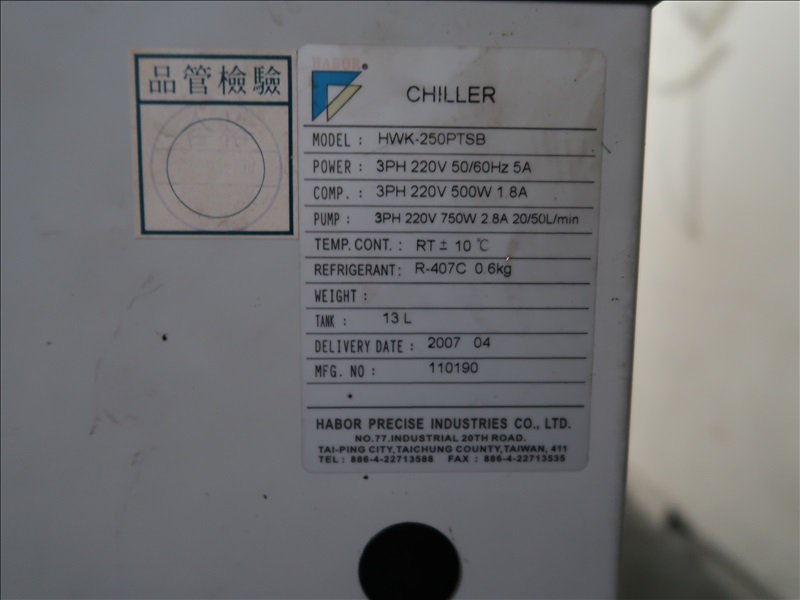 品管檢驗
HABOR
CHILLER
MODEL : HWK-250PTSB
POWER : 3PH 220V 50/60Hz 5A
COMP. : 3PH 220V 500W 1.8A
PUMP : 3PH 220V 750W 2.8A 20/50L/min
TEMP.CONT. : RT ± 10 ℃
REFRIGERANT: R-407C 0.6kg
WEIGHT :
TANK : 13 L
DELIVERY DATE : 2007 04
MFG. NO : 110190
HABOR PRECISE INDUSTRIES CO., LTD.
NO.77.INDUSTRIAL 20TH ROAD.
TAI-PING CITY,TAICHUNG COUNTY,TAIWAN, 411
TEL : 886-4-22713588 FAX : 886-4-22713535